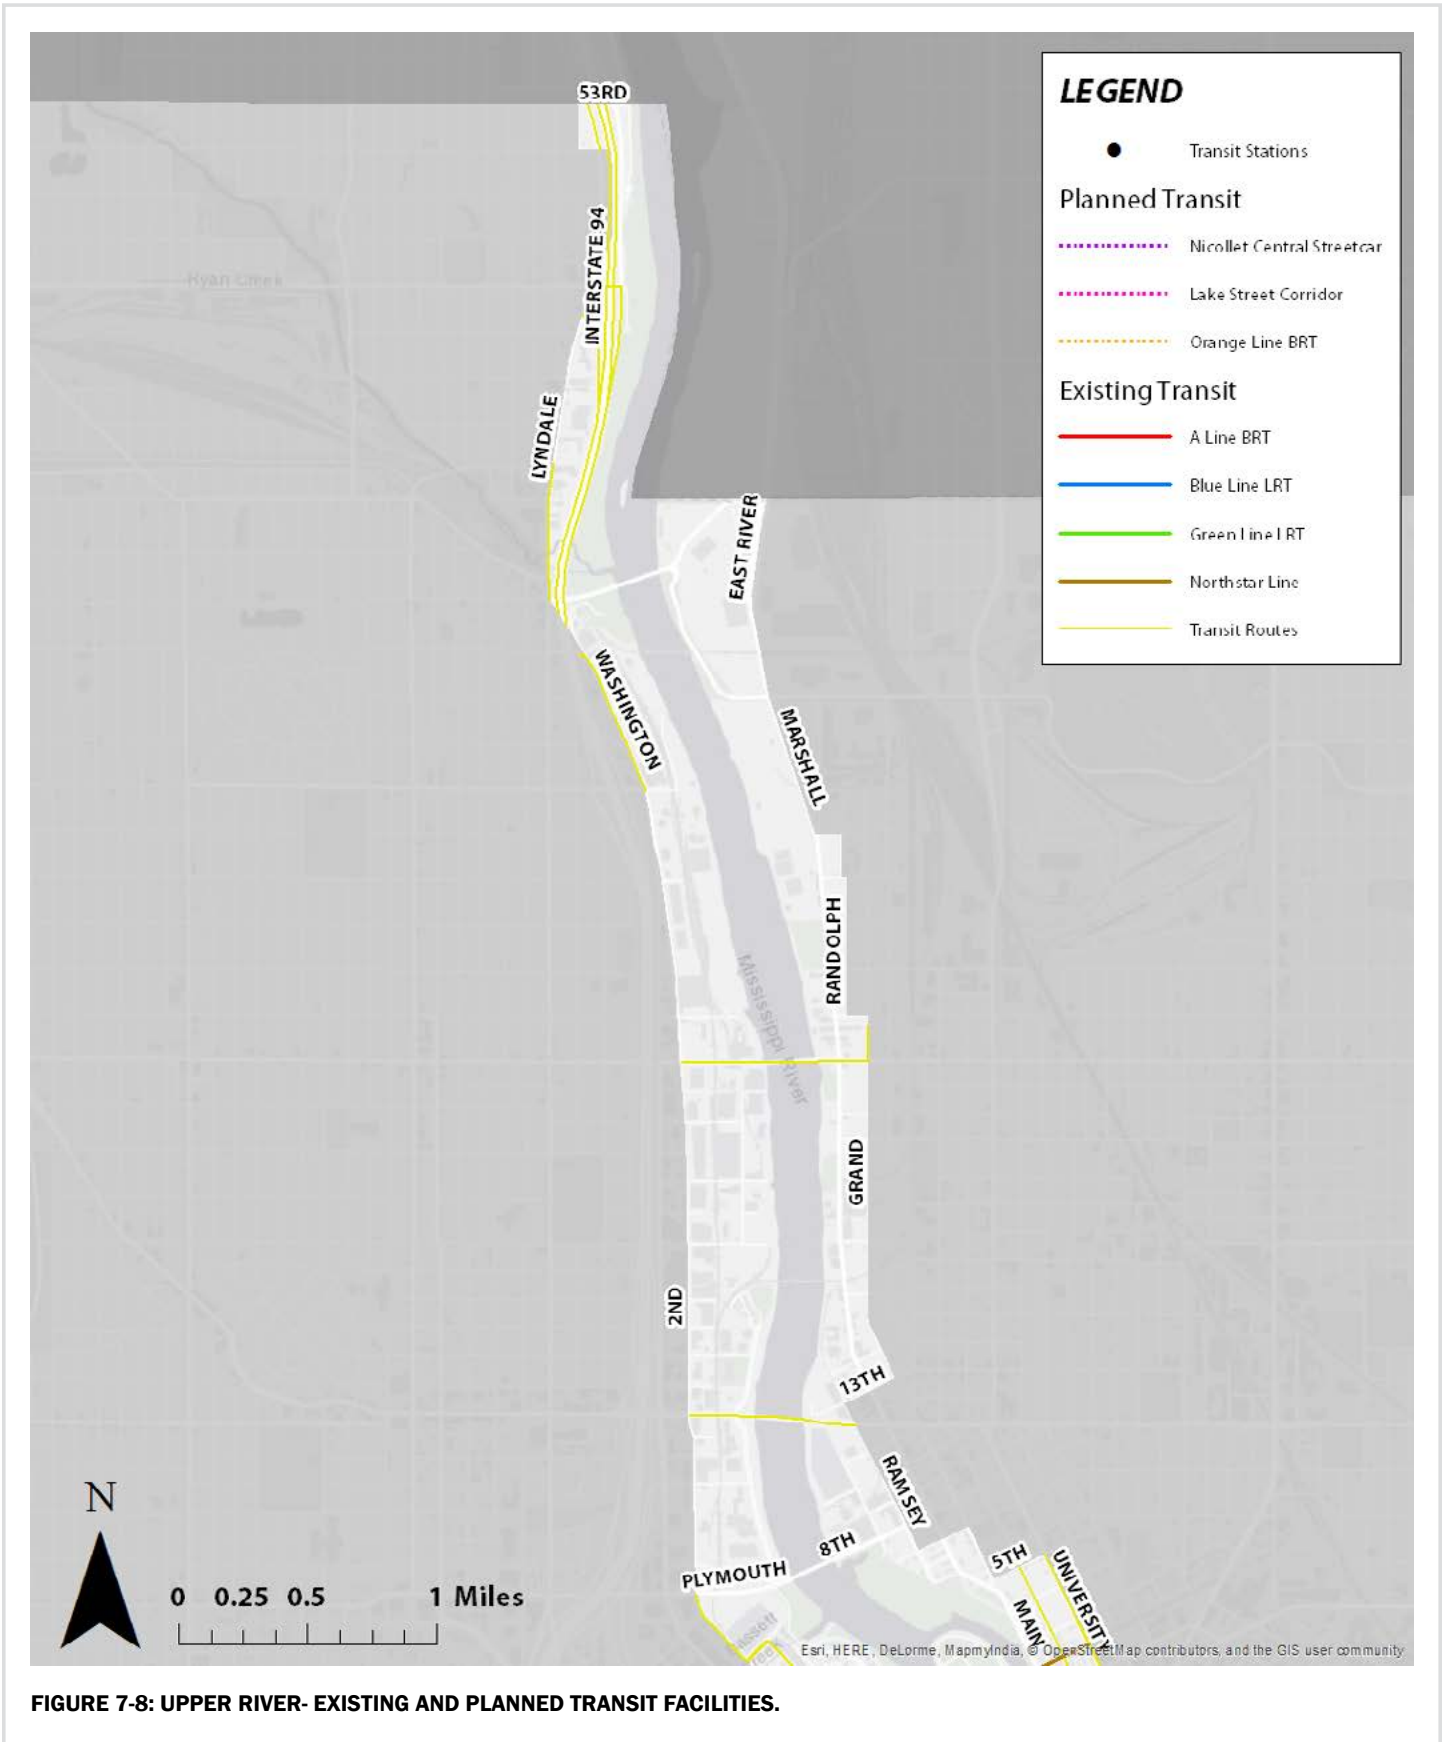 53RD
LEGEND
Transit Stations
Planned Transit
Nicollet Central Streetcar
Lake Street Corridor
Orange Line BRT
Existing Transit
A Line BRT
Blue Line LRT
Green Line LRT
Northstar Line
Transit Routes
INTERSTATE 94
Ryan Creek
LYNDALE
EAST RIVER
WASHINGTON
MARSHALL
RANDOLPH
Mississippi River
GRAND
2ND
13TH
RAMSEY
8TH
PLYMOUTH
5TH
UNIVERSITY
MAIN
N
0 0.25 0.5 1 Miles
Esri, HERE, DeLorme, MapmyIndia, © OpenStreetMap contributors, and the GIS user community
FIGURE 7-8: UPPER RIVER- EXISTING AND PLANNED TRANSIT FACILITIES.